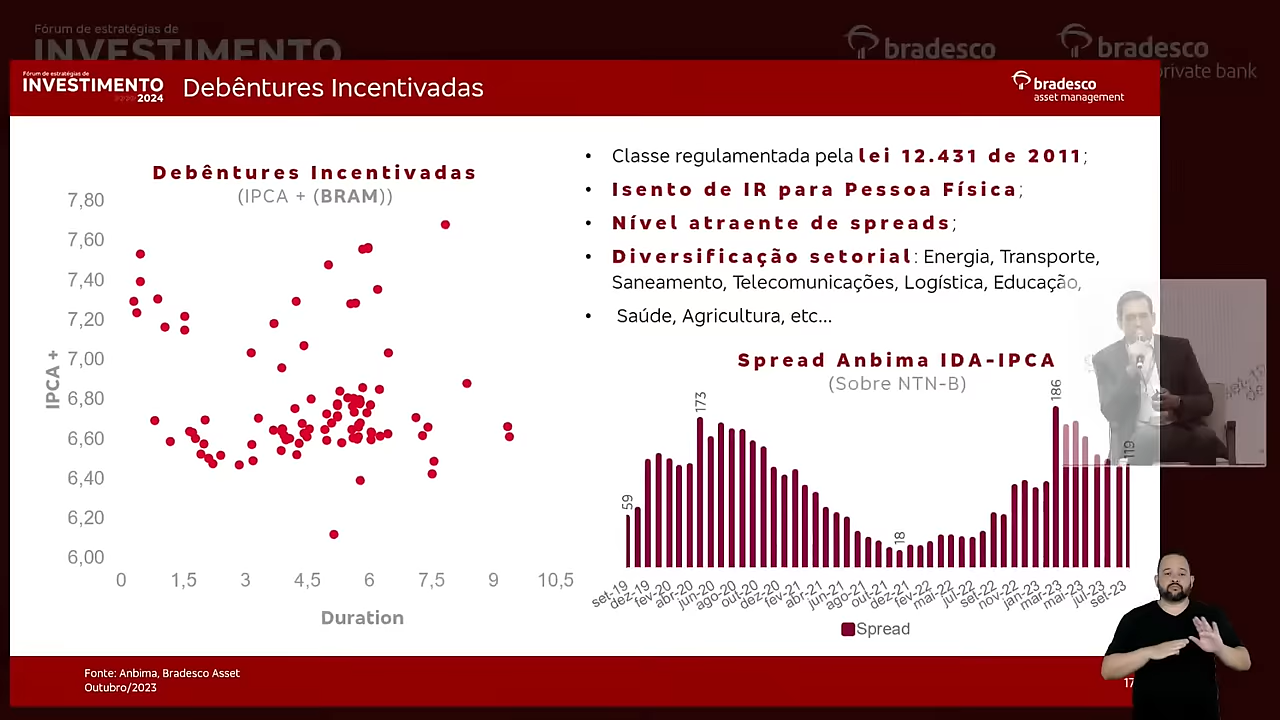 Fórum de estratégias de
INVESTIMENTO
bradesco
bradesco
private bank
Fórum de estratégias de
INVESTIMENTO
2024
Debêntures Incentivadas
bradesco
asset management
Debêntures Incentivadas
(IPCA + (BRAM))
7,80
7,60
7,40
7,20
7,00
6,80
6,60
6,40
6,20
6,00
IPCA +
0 1,5 3 4,5 6 7,5 9 10,5
Duration
• Classe regulamentada pela lei 12.431 de 2011;
• Isento de IR para Pessoa Física;
• Nível atraente de spreads;
• Diversificação setorial: Energia, Transporte,
Saneamento, Telecomunicações, Logística, Educação,
• Saúde, Agricultura, etc...
Spread Anbima IDA-IPCA
(Sobre NTN-B)
59
173
18
186
119
set-19 dez-19 fev-20 abr-20 jun-20 ago-20 out-20 dez-20 fev-21 abr-21 jun-21 ago-21 out-21 dez-21 fev-22 mai-22 jul-22 set-22 nov-22 jan-23 mar-23 mai-23 jul-23 set-23
Spread
Fonte: Anbima, Bradesco Asset
Outubro/2023
17